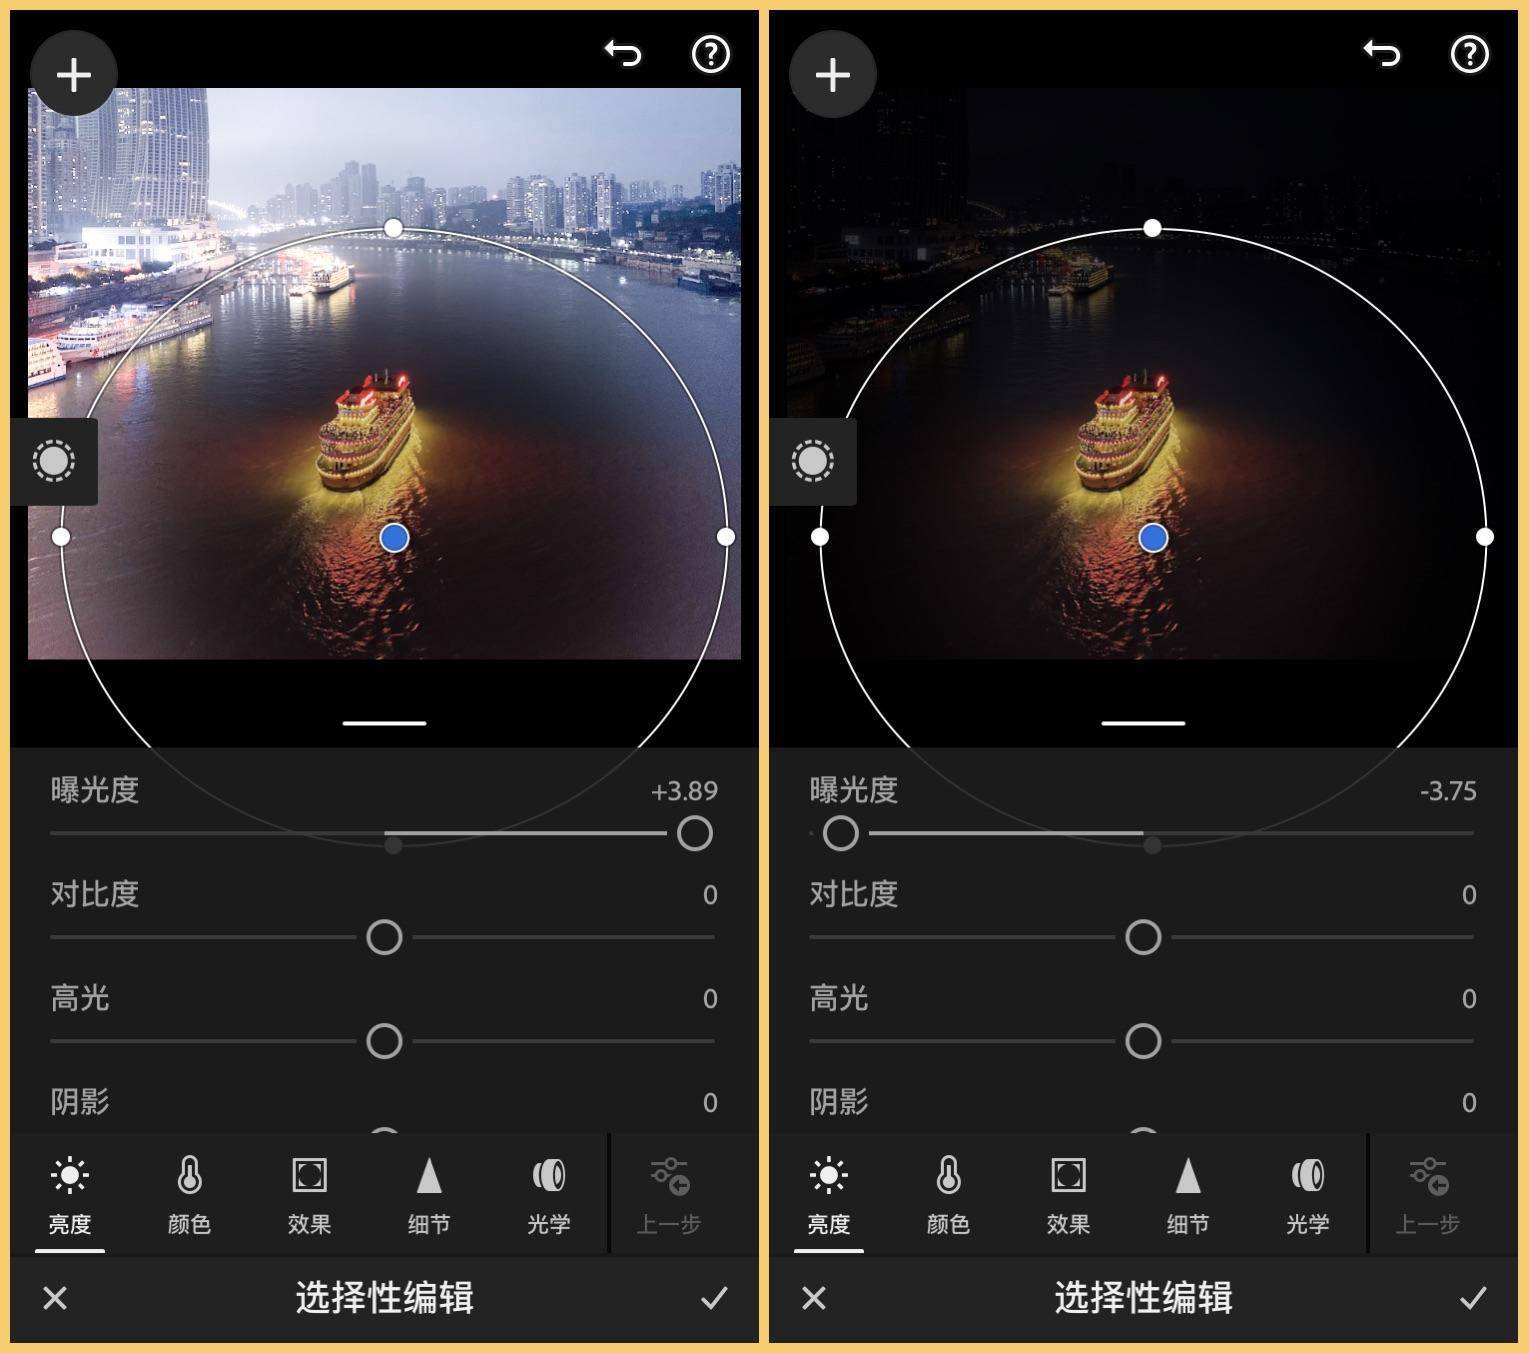 曝光度 +3.89
对比度 0
高光 0
阴影 0
亮度 颜色 效果 细节 光学 上一步
选择性编辑
曝光度 -3.75
对比度 0
高光 0
阴影 0
亮度 颜色 效果 细节 光学 上一步
选择性编辑